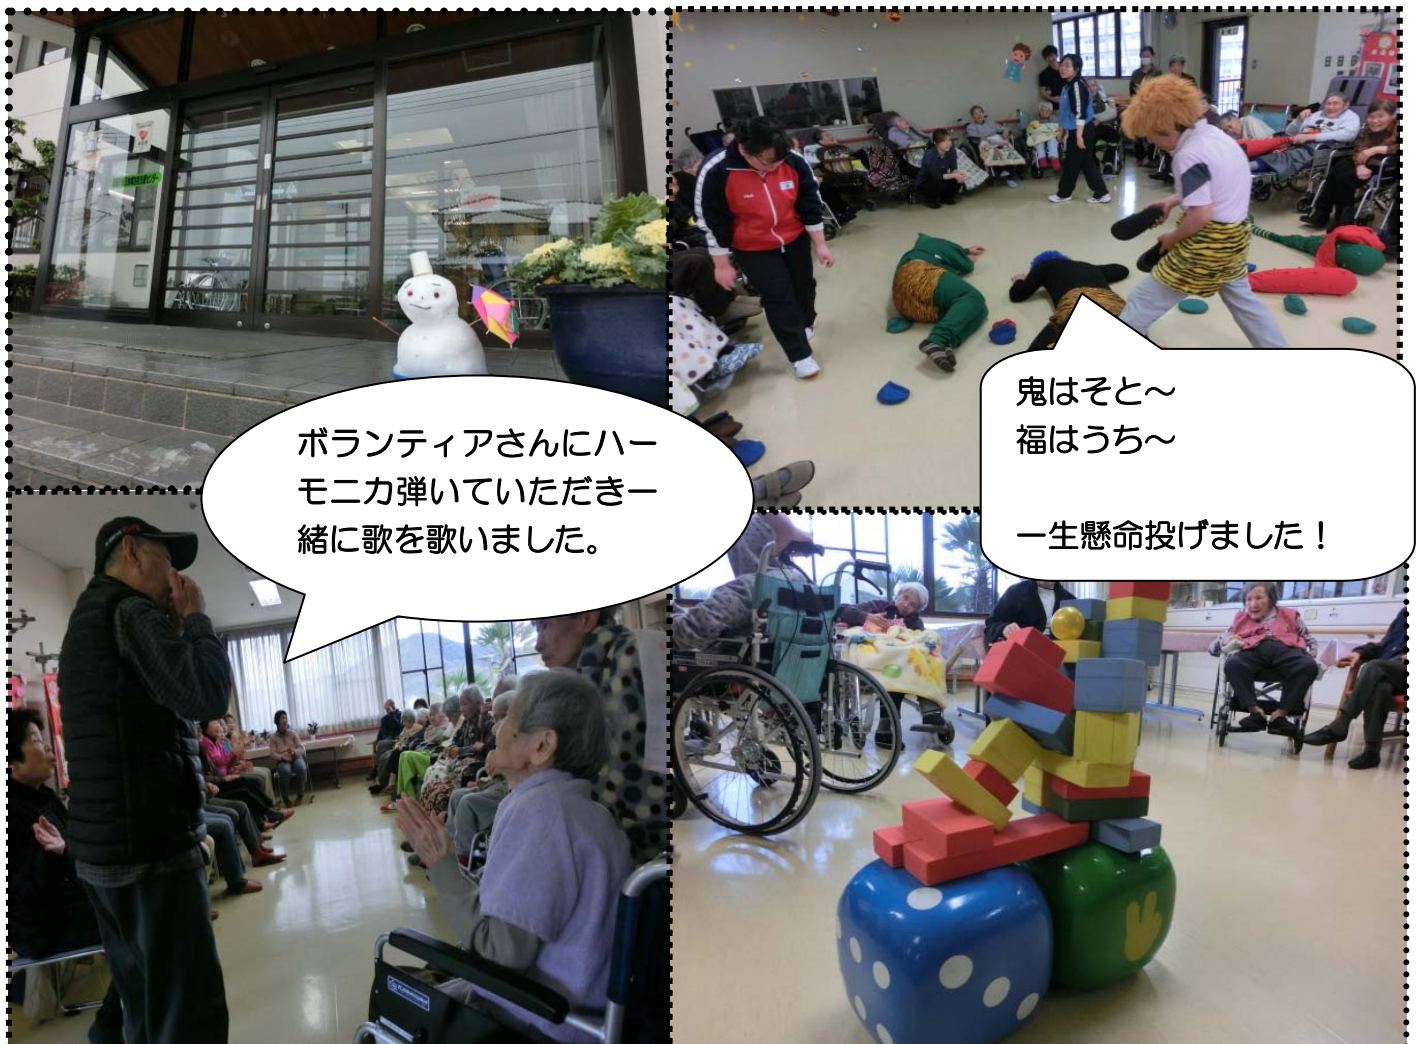 ボランティアさんにハー
モニカ弾いていただき一
緒に歌を歌いました。
鬼はそと～
福はうち～
一生懸命投げました！